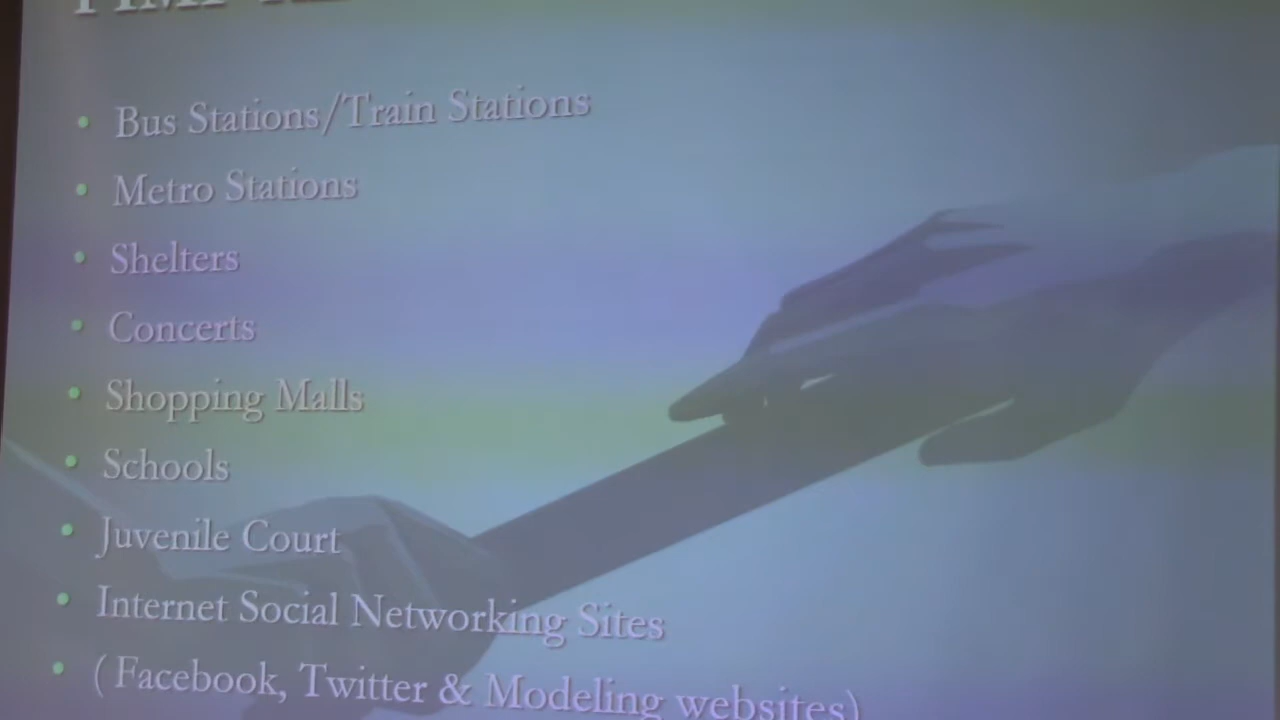 • Bus Stations/Train Stations
• Metro Stations
• Shelters
• Concerts
• Shopping Malls
• Schools
• Juvenile Court
• Internet Social Networking Sites
• ( Facebook, Twitter & Modeling websites)